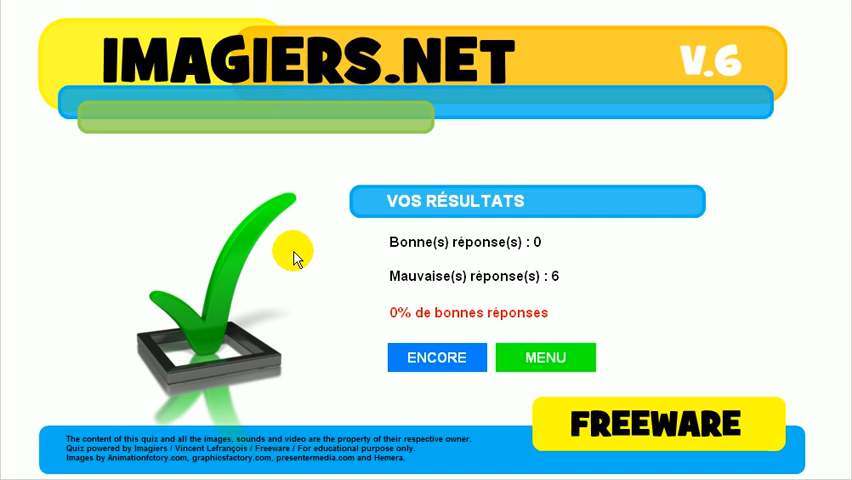 IMAGIERS.NET
V.6
VOS RÉSULTATS
Bonne(s) réponse(s) : 0
Mauvaise(s) réponse(s) : 6
0% de bonnes réponses
ENCORE
MENU
FREEWARE
The content of this quiz and all the images, sounds and video are the property of their respective owner.
Quiz powered by Imagiers / Vincent Lefrançois / Freeware / For educational purpose only.
Images by Animationfctory.com, graphicsfactory.com, presentermedia.com and Hemera.